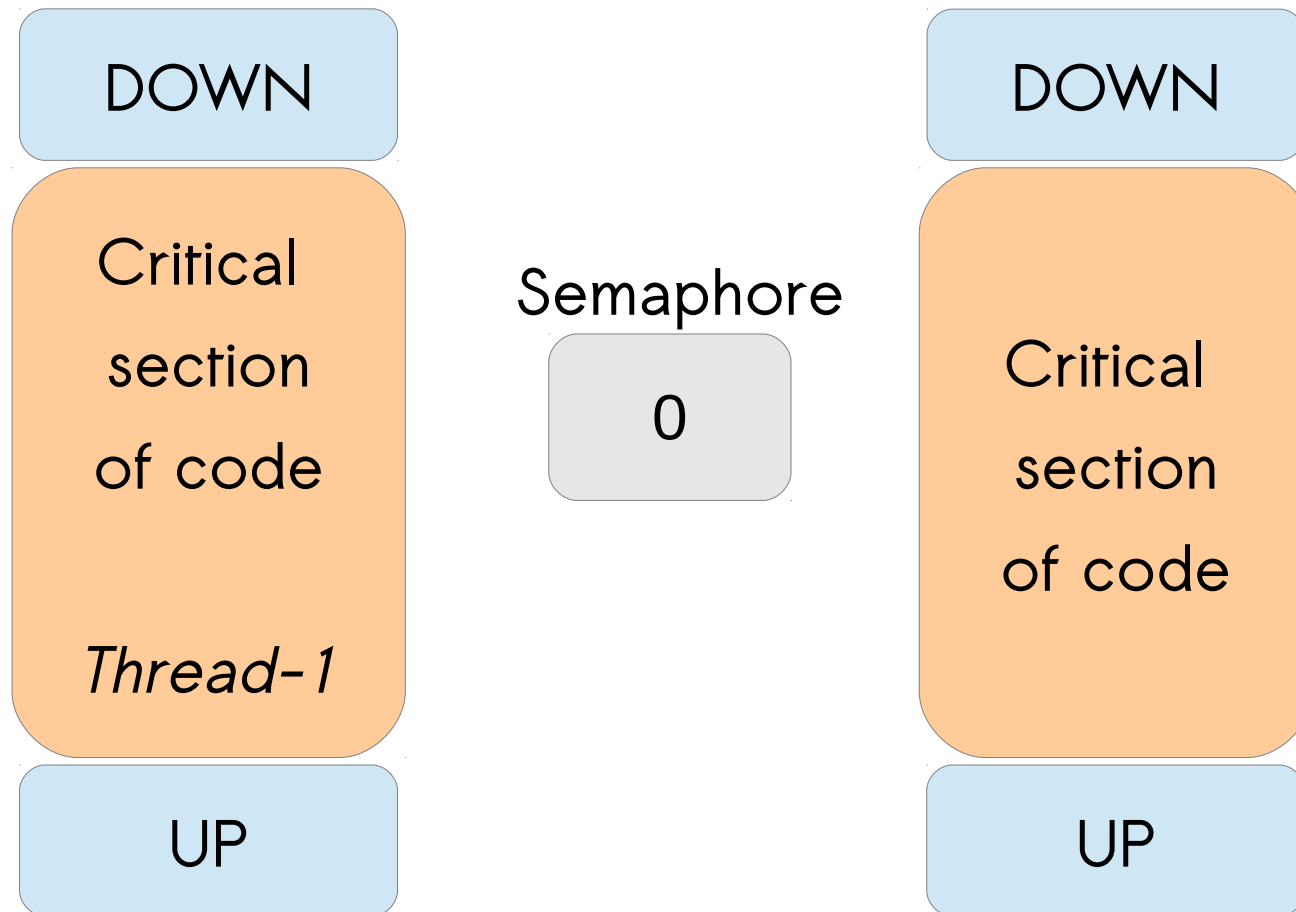 DOWN
Critical
section
of code
Thread-1
UP
Semaphore
0
DOWN
Critical
section
of code
UP